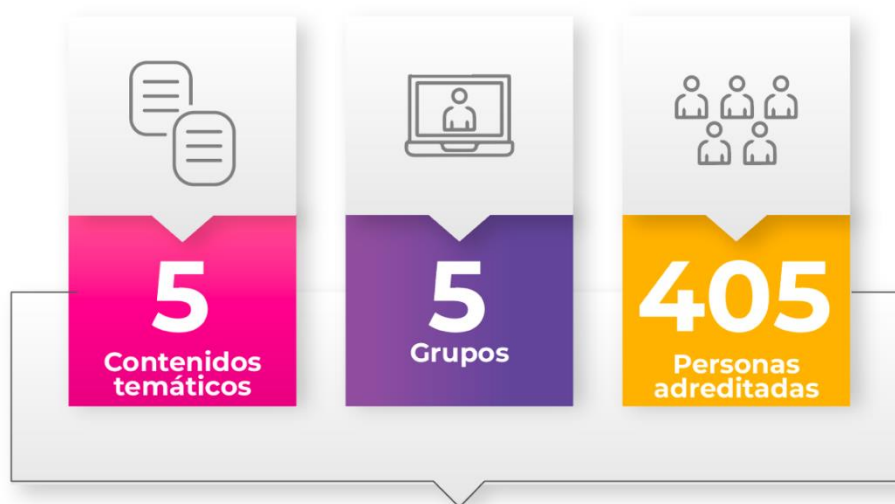 5
Contenidos
temáticos
5
Grupos
405
Personas
adreditadas